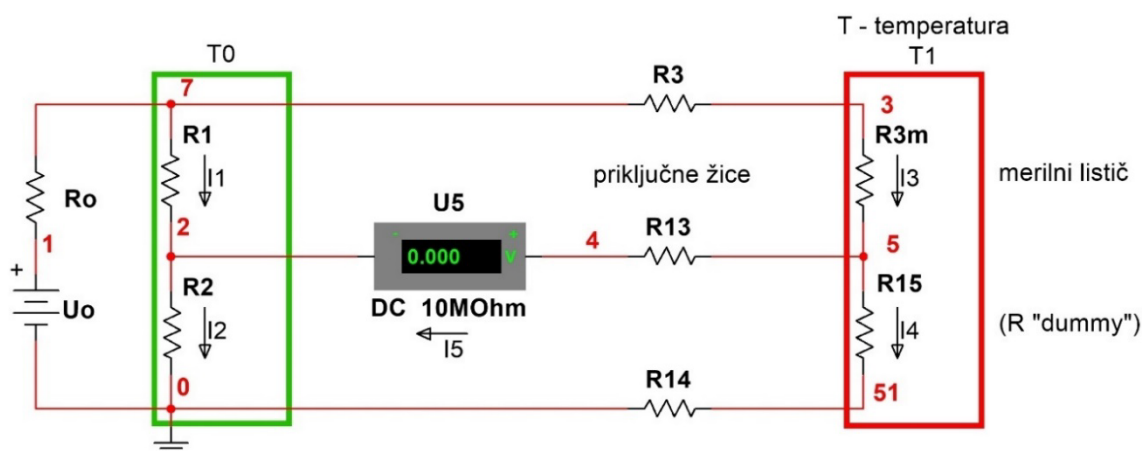 T - temperatura
T0
T1
7
R3
3
R1
R3m
I1
I3
priključne žice
merilni listič
Ro
U5
R13
1
2
4
5
- +
0.000
V
R2
R15
+
Uo
DC 10MOhm
I2
I4
(R "dummy")
I5
0
R14
51